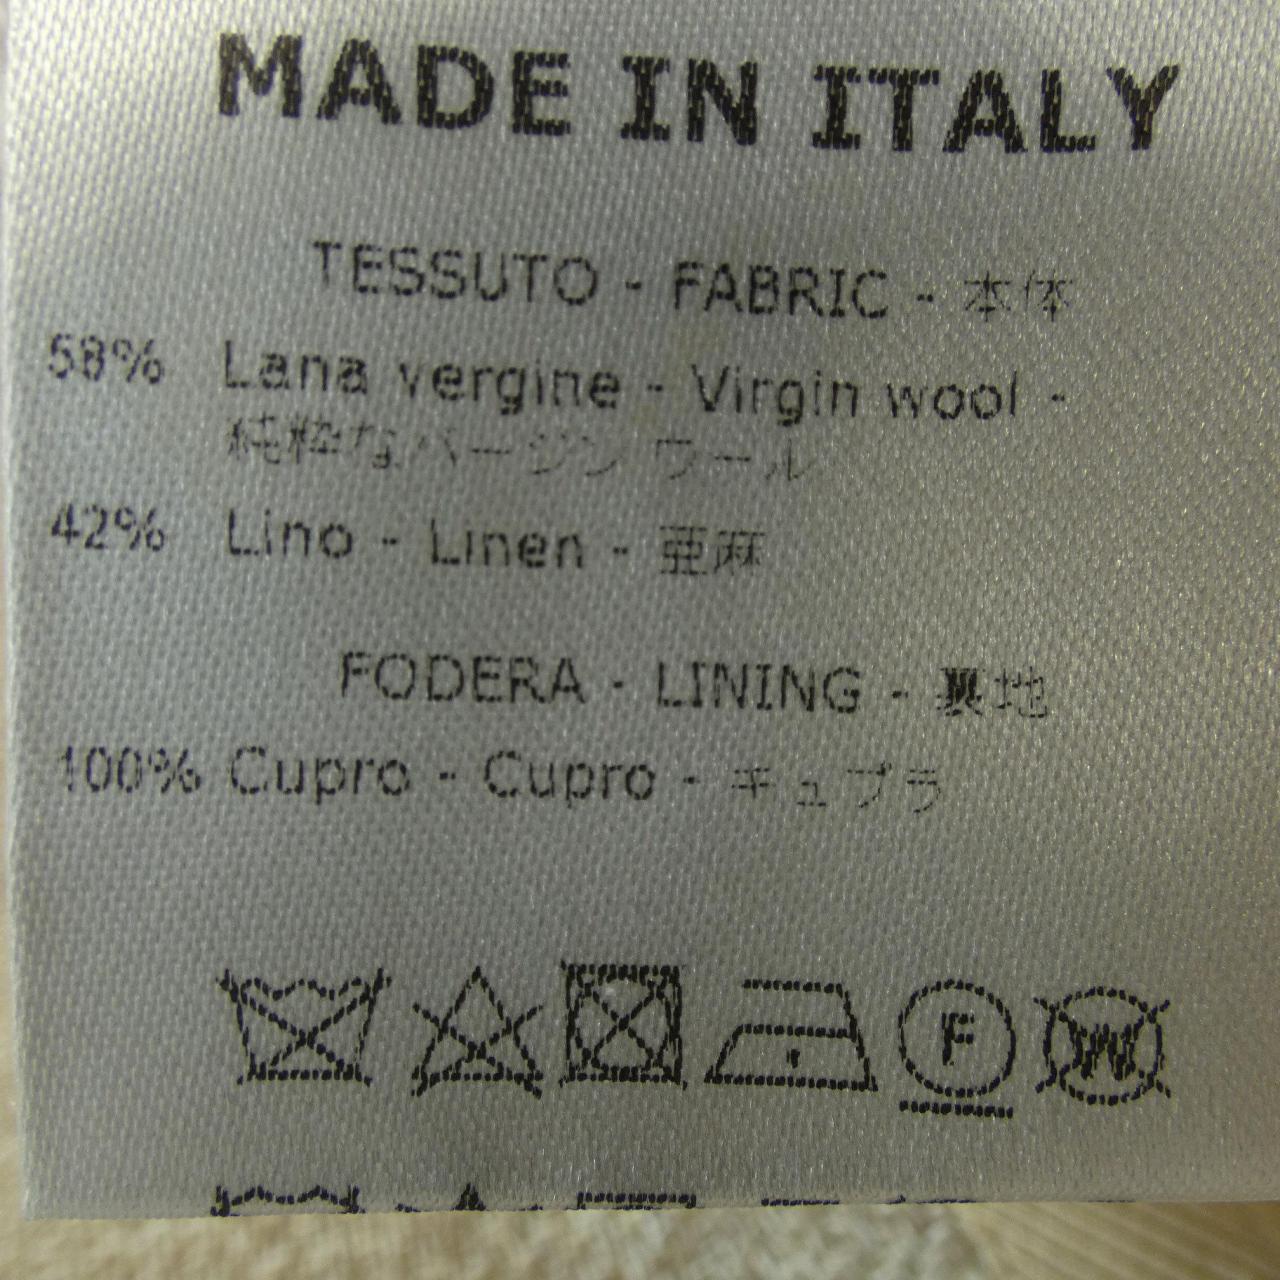 MADE IN ITALY
TESSUTO - FABRIC - 本体
58% Lana vergine - Virgin wool -
純粋なバージン ウール
42% Lino - Linen - 亜麻
FODERA - LINING - 裏地
100% Cupro - Cupro - キュプラ
F W